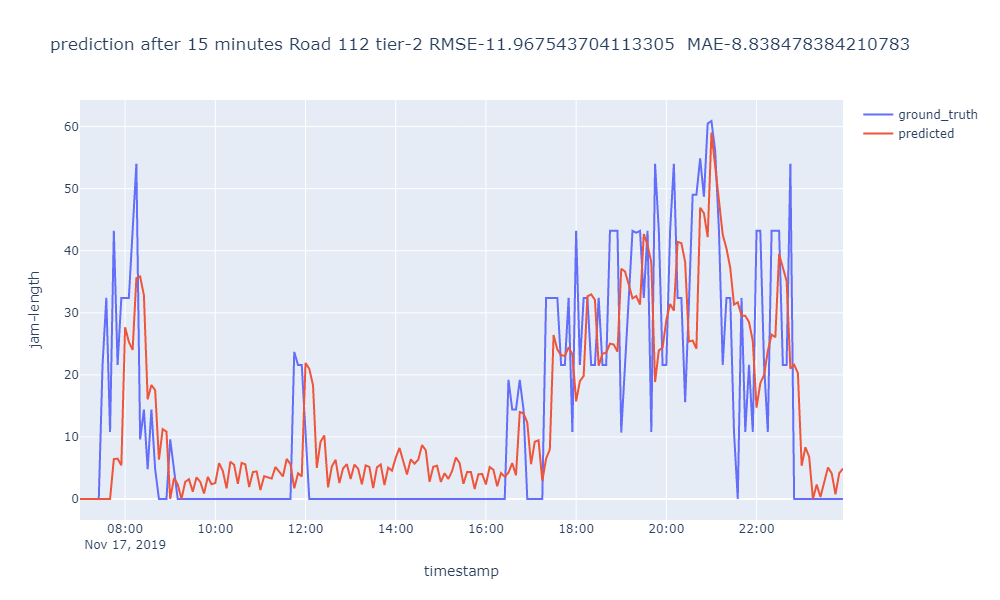 prediction after 15 minutes Road 112 tier-2 RMSE-11.967543704113305  MAE-8.838478384210783
ground_truth
predicted
60
50
40
30
20
10
0
jam-length
08:00 10:00 12:00 14:00 16:00 18:00 20:00 22:00
Nov 17, 2019
timestamp